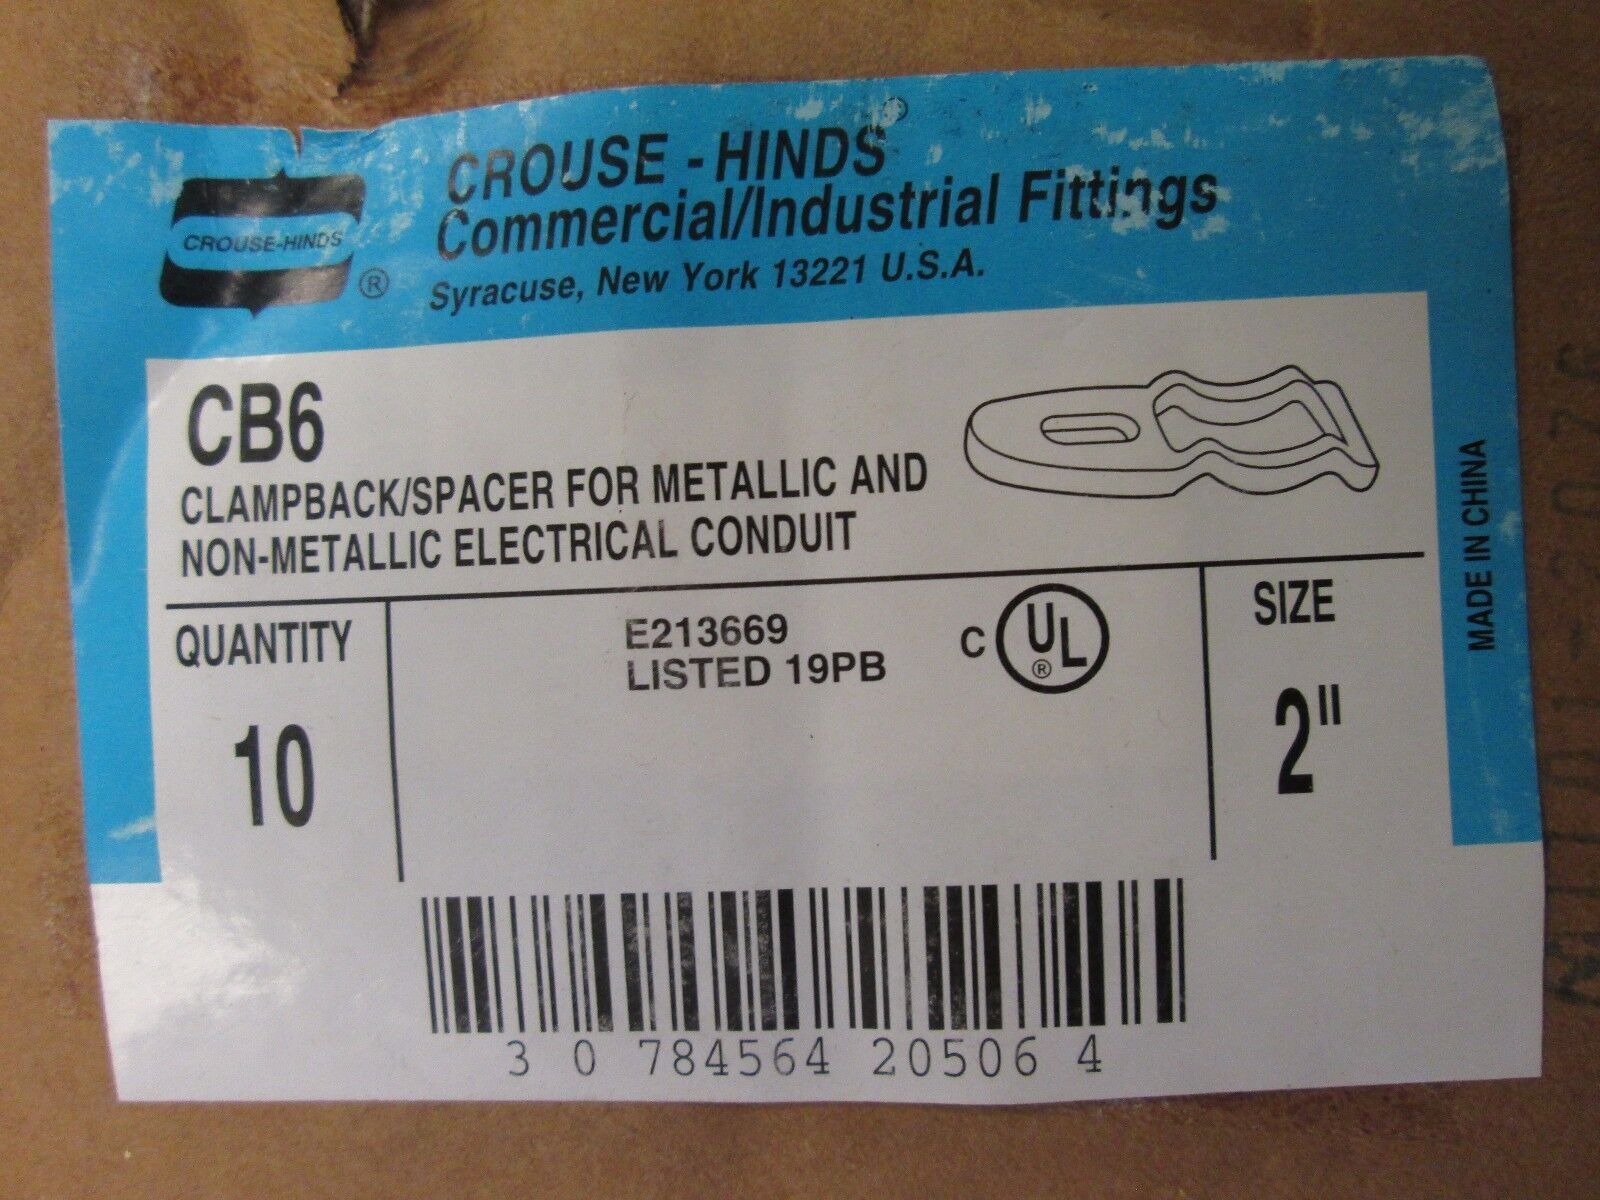 CROUSE-HINDS
®
CROUSE - HINDS®
Commercial/Industrial Fittings
Syracuse, New York 13221 U.S.A.
CB6
CLAMPBACK/SPACER FOR METALLIC AND
NON-METALLIC ELECTRICAL CONDUIT
QUANTITY
10
E213669
LISTED 19PB
C UL ®
SIZE
2"
MADE IN CHINA
3 0 784564 20506 4